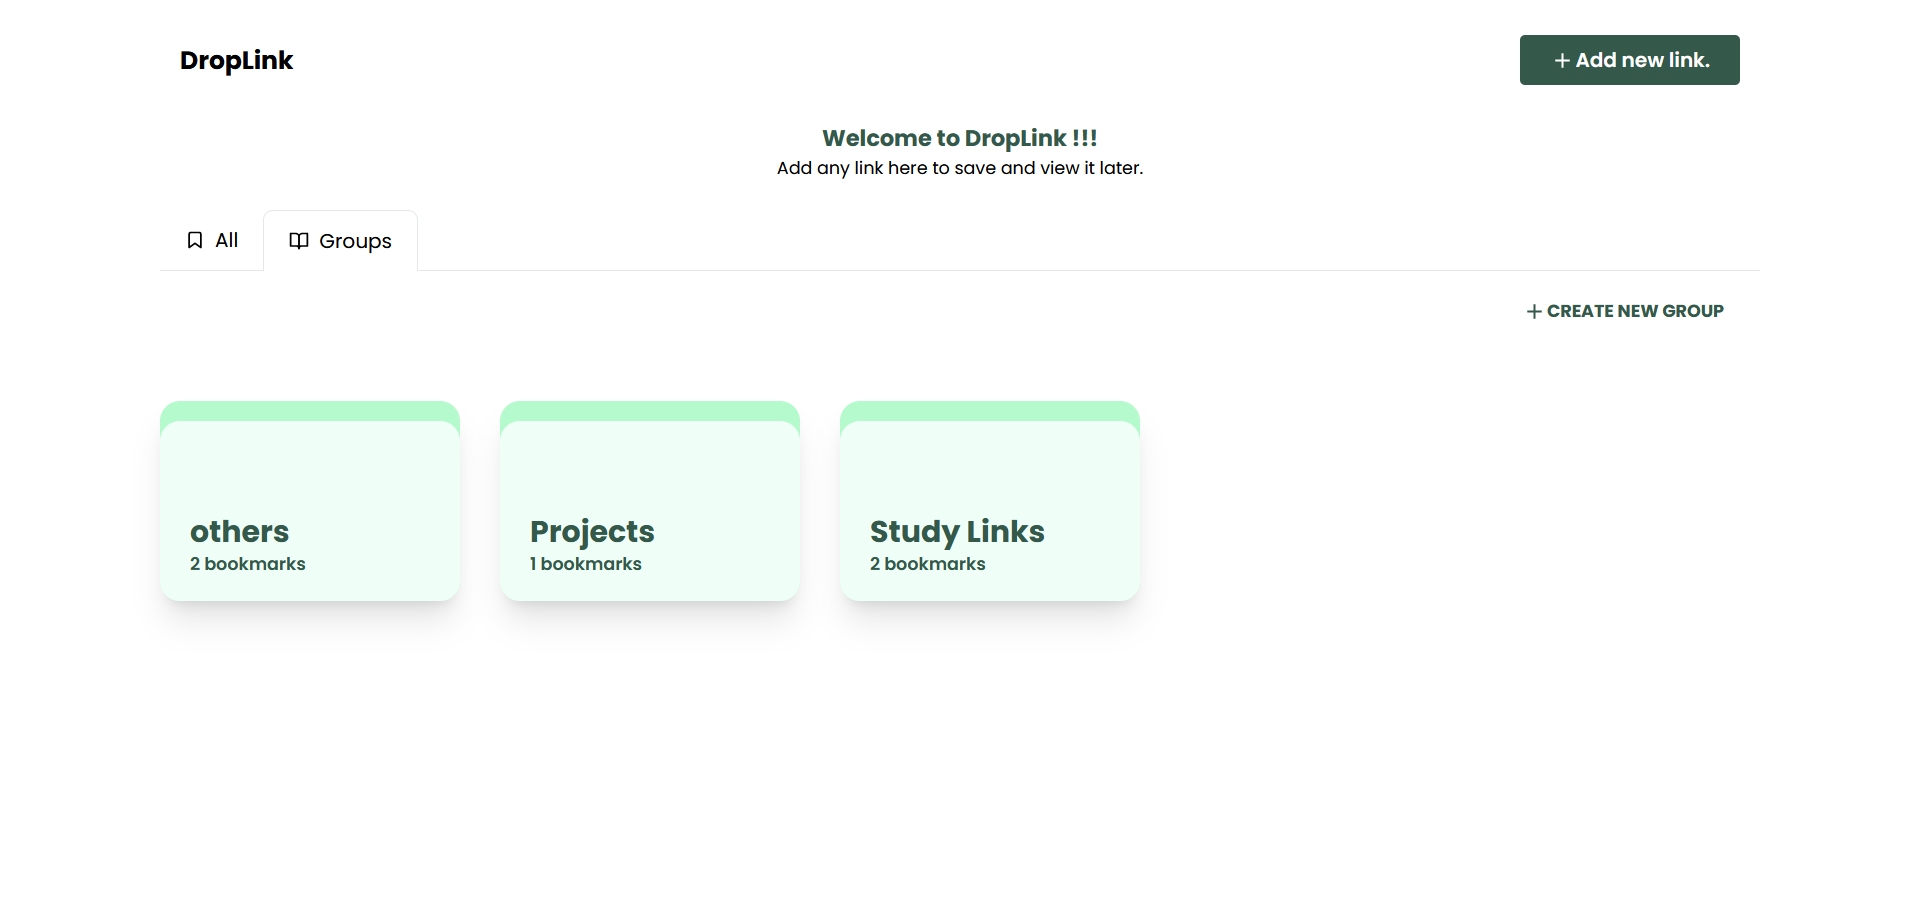 DropLink
+ Add new link.
Welcome to DropLink !!!
Add any link here to save and view it later.
All
Groups
+ CREATE NEW GROUP
others
2 bookmarks
Projects
1 bookmarks
Study Links
2 bookmarks